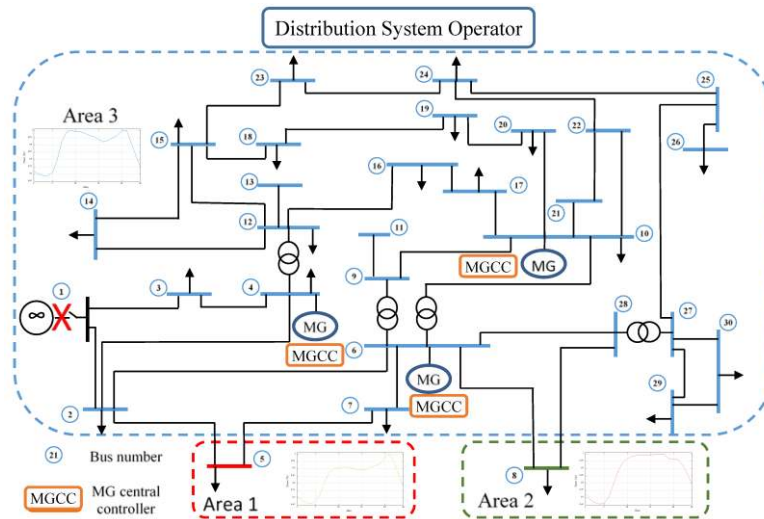 Distribution System Operator
23
24
25
Area 3
19
20
22
15
18
26
16
13
17
14
12
11
21
10
MGCC
MG
9
1
3
4
28
27
30
∞
MG
MGCC
6
MG
29
MGCC
2
7
21
Bus number
5
8
MGCC
MG central
controller
Area 1
Area 2